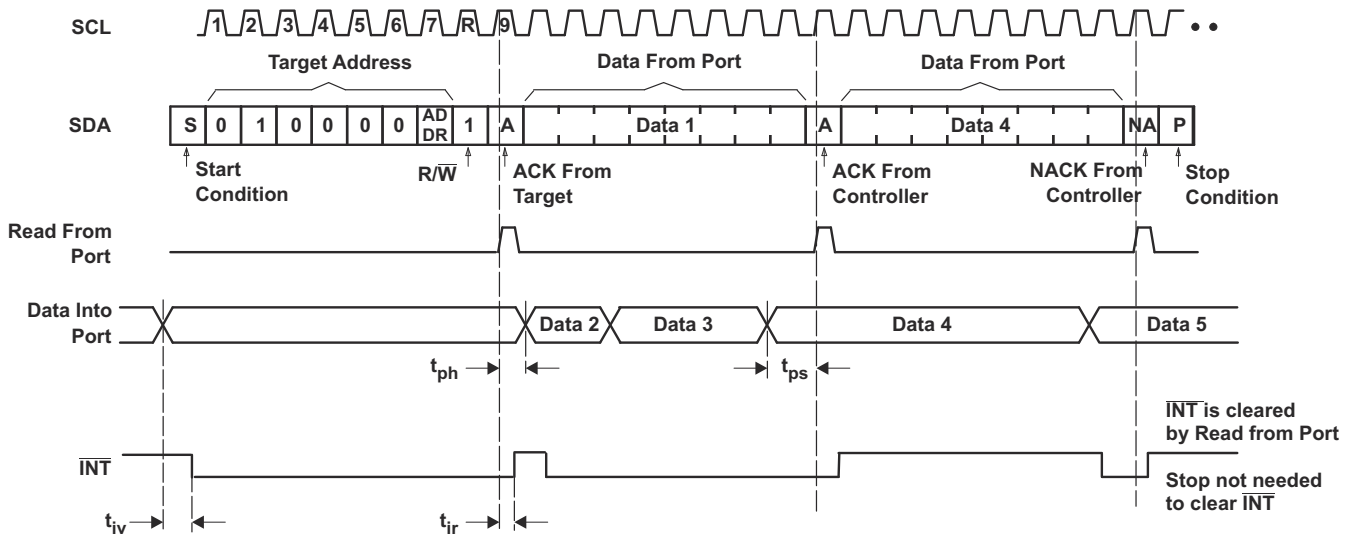 SCL
1 2 3 4 5 6 7 R 9
Target Address
Data From Port
Data From Port
SDA
S 0 1 0 0 0 0 AD DR 1 A Data 1 A Data 4 NA P
Start
Condition
R/W
ACK From
Target
ACK From
Controller
NACK From
Controller
Stop
Condition
Read From
Port
Data Into
Port
Data 2
Data 3
Data 4
Data 5
tph
tps
INT is cleared
by Read from Port
INT
Stop not needed
to clear INT
tiv
tir